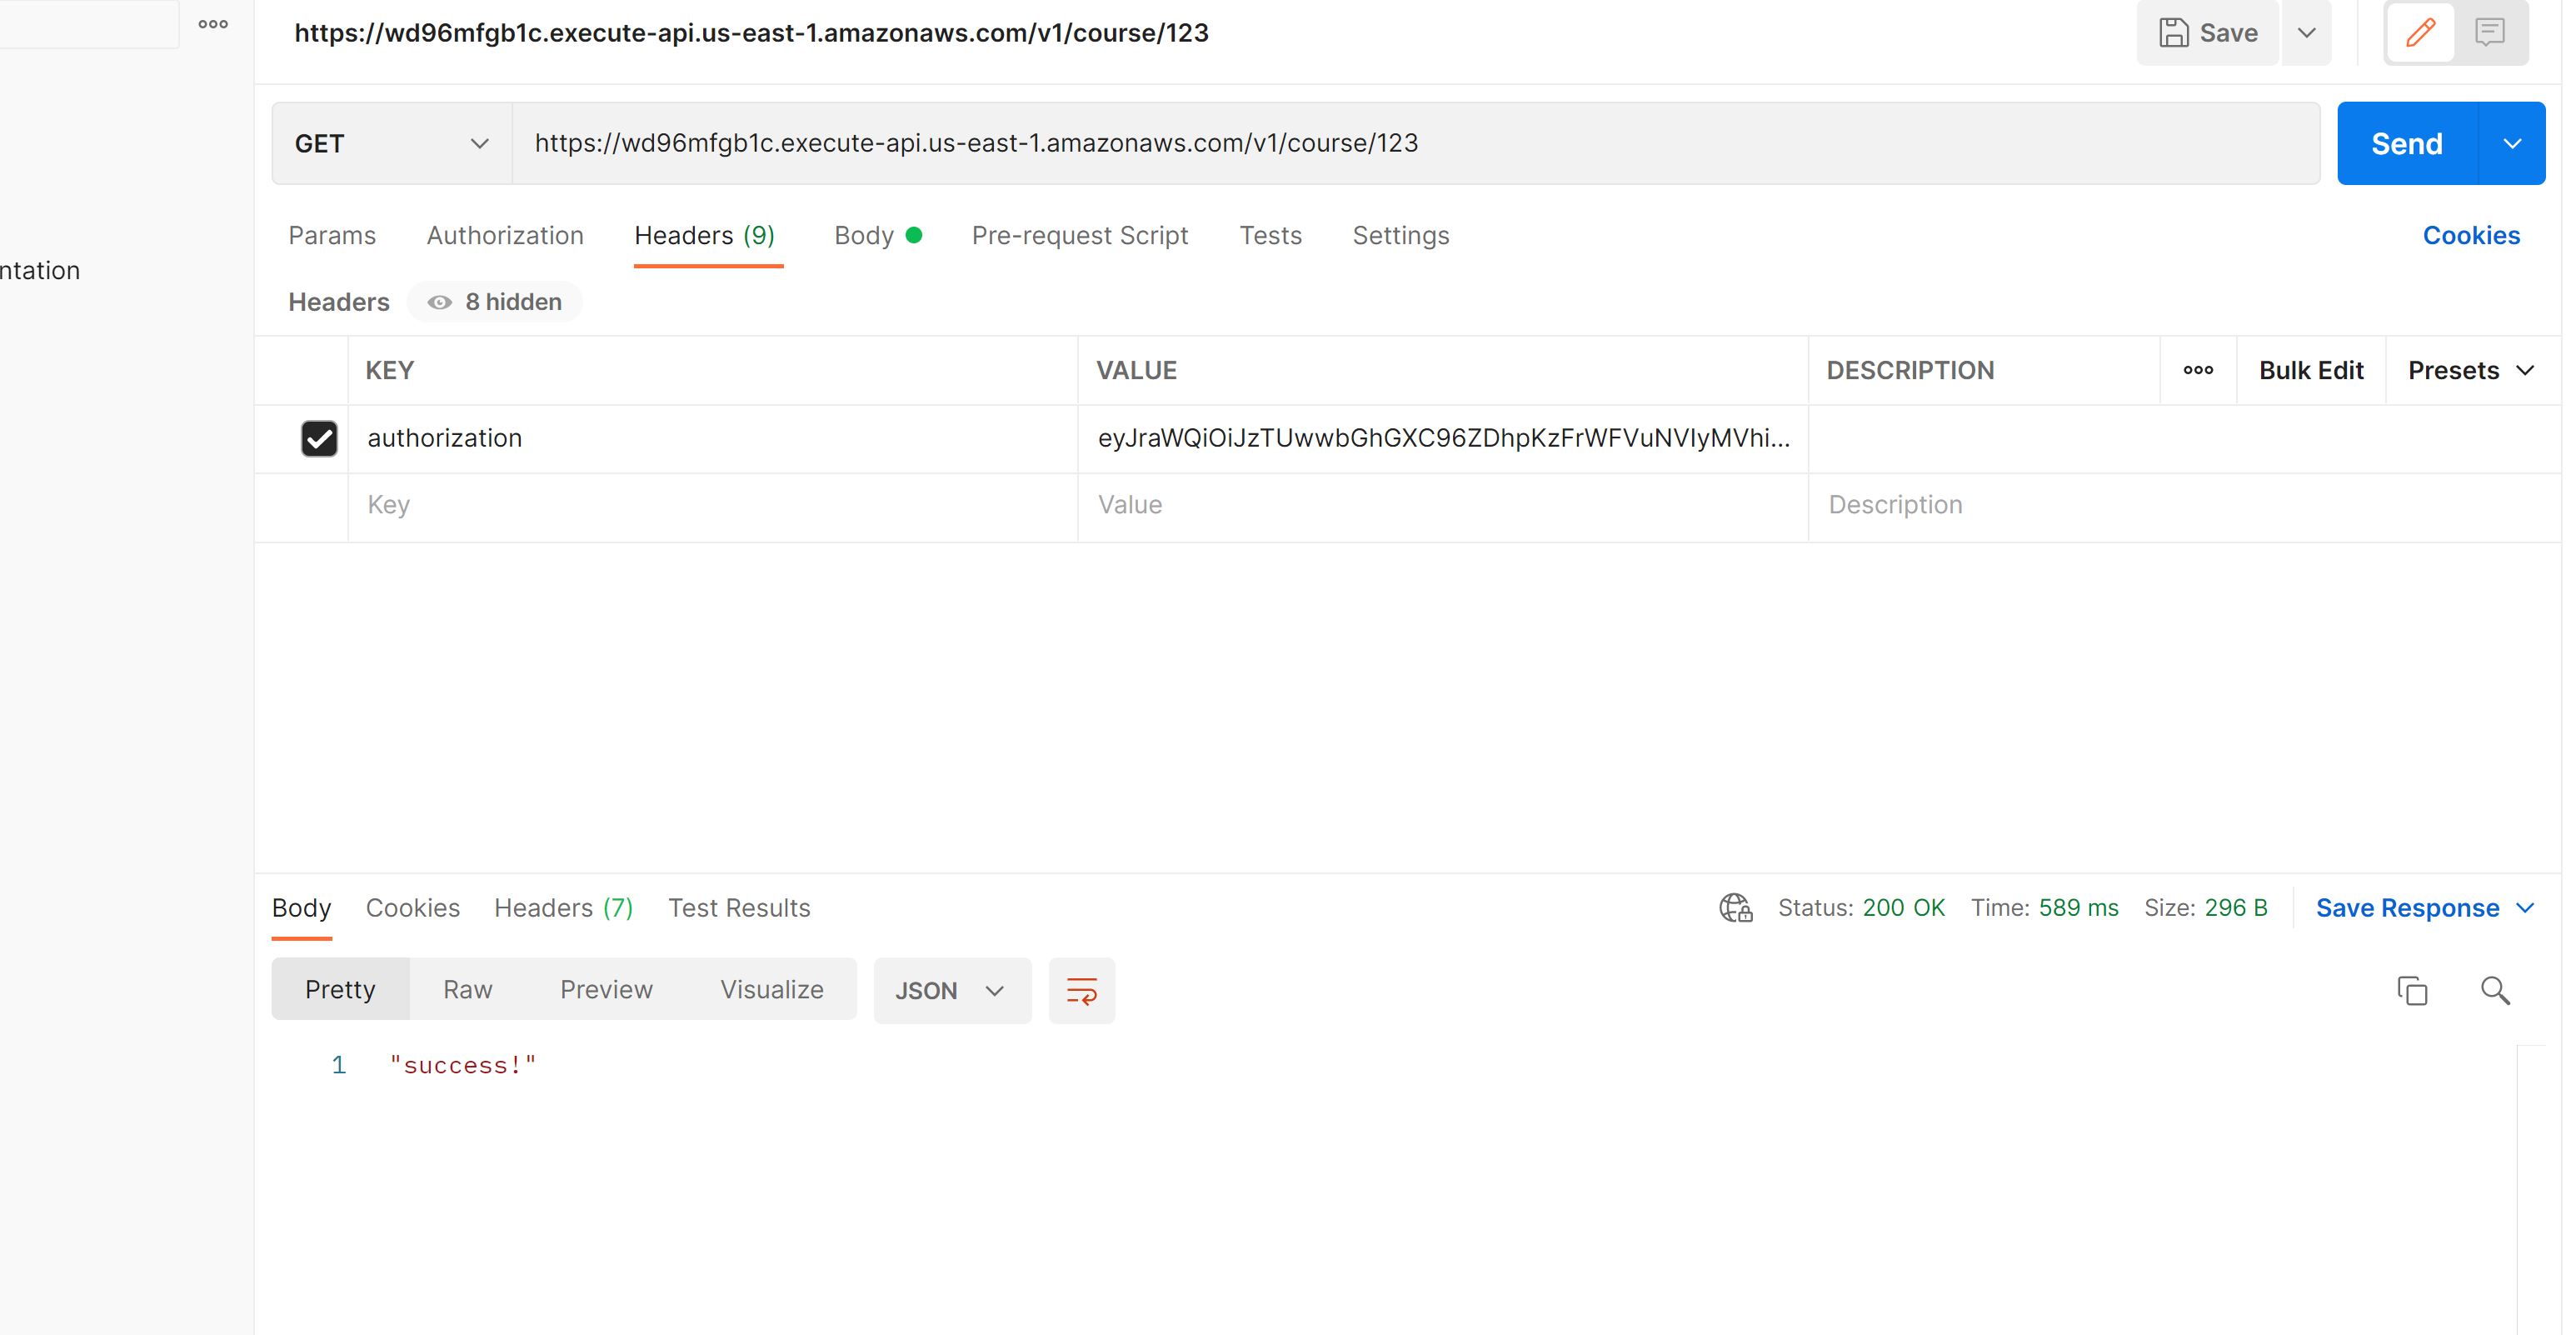 https://wd96mfgb1c.execute-api.us-east-1.amazonaws.com/v1/course/123
Save
GET https://wd96mfgb1c.execute-api.us-east-1.amazonaws.com/v1/course/123 Send
Params Authorization Headers (9) Body Pre-request Script Tests Settings Cookies
ntation
Headers 8 hidden
KEY VALUE DESCRIPTION Bulk Edit Presets
authorization eyJraWQiOiJzTUwwbGhGXC96ZDhpKzFrWFVuNVIyMVhi...
Key Value Description
Body Cookies Headers (7) Test Results Status: 200 OK Time: 589 ms Size: 296 B Save Response
Pretty Raw Preview Visualize JSON
1 "success!"